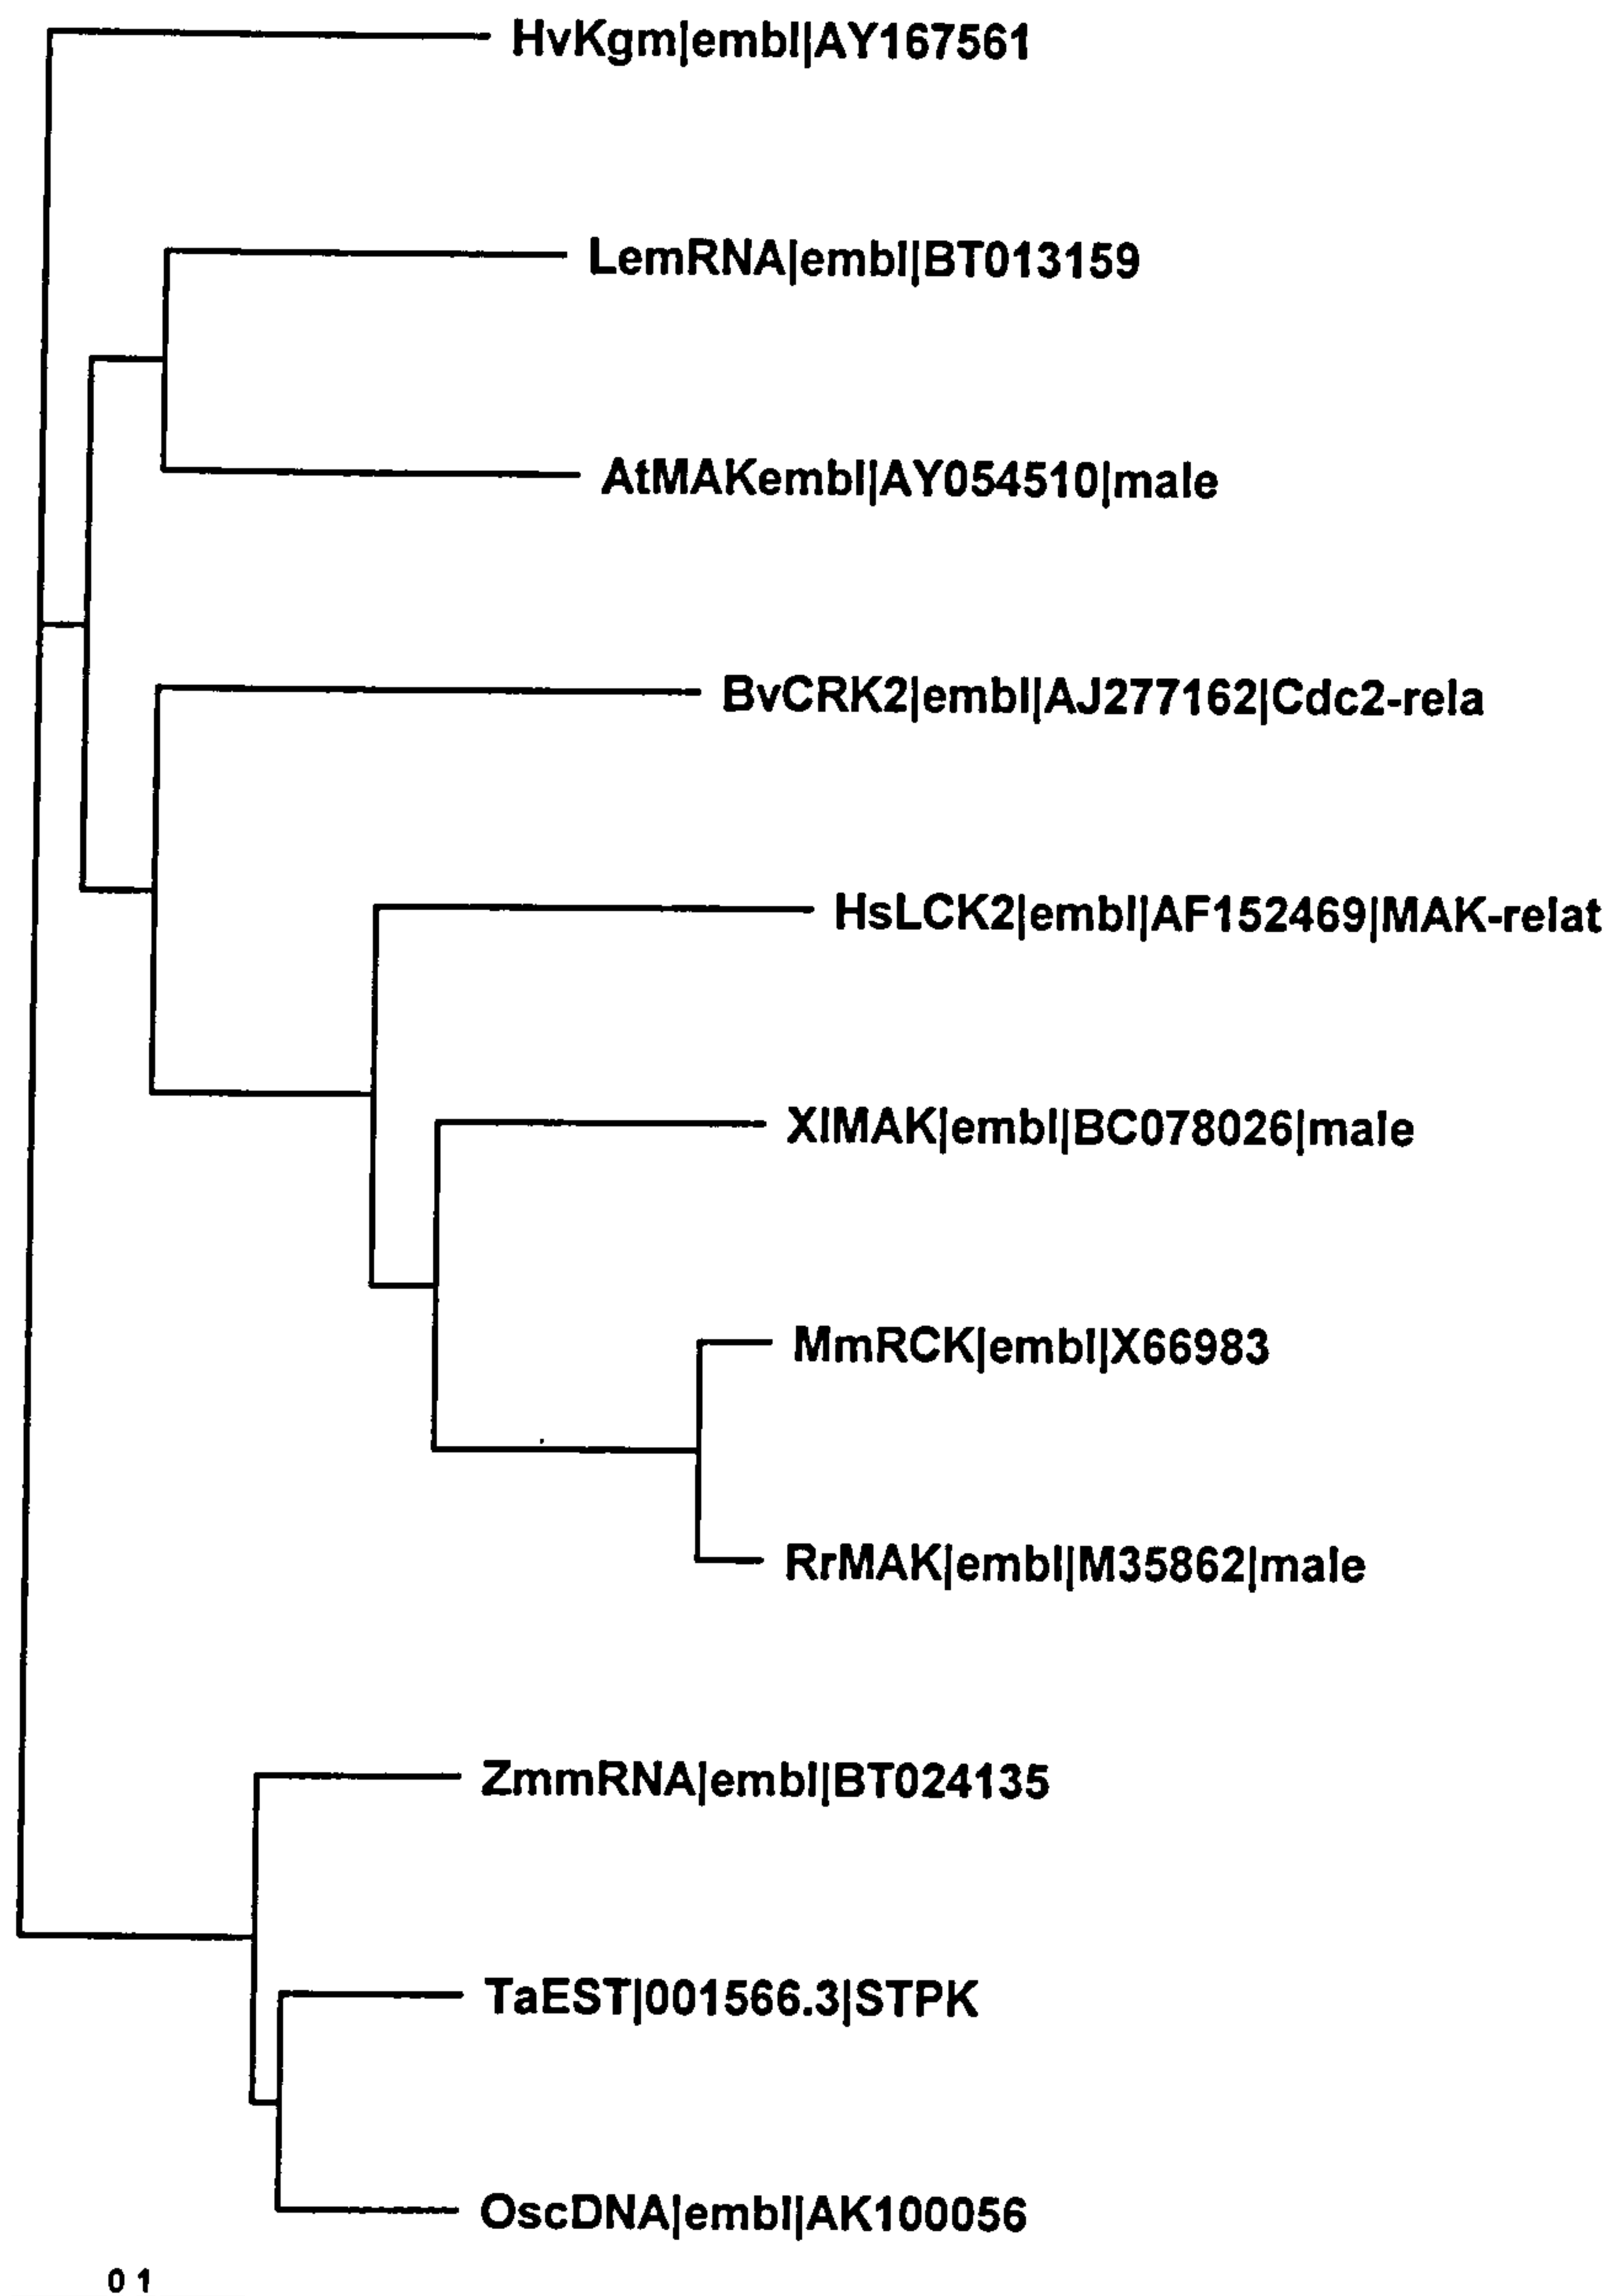 HvKgm|embl|AY167561
LemRNA|embl|BT013159
AtMAKembl|AY054510|male
BvCRK2|embl|AJ277162|Cdc2-rela
HsLCK2|embl|AF152469|MAK-relat
XlMAK|embl|BC078026|male
MmRCK|embl|X66983
RrMAK|embl|M35862|male
ZmmRNA|embl|BT024135
TaEST|001566.3|STPK
OscDNA|embl|AK100056
0 1